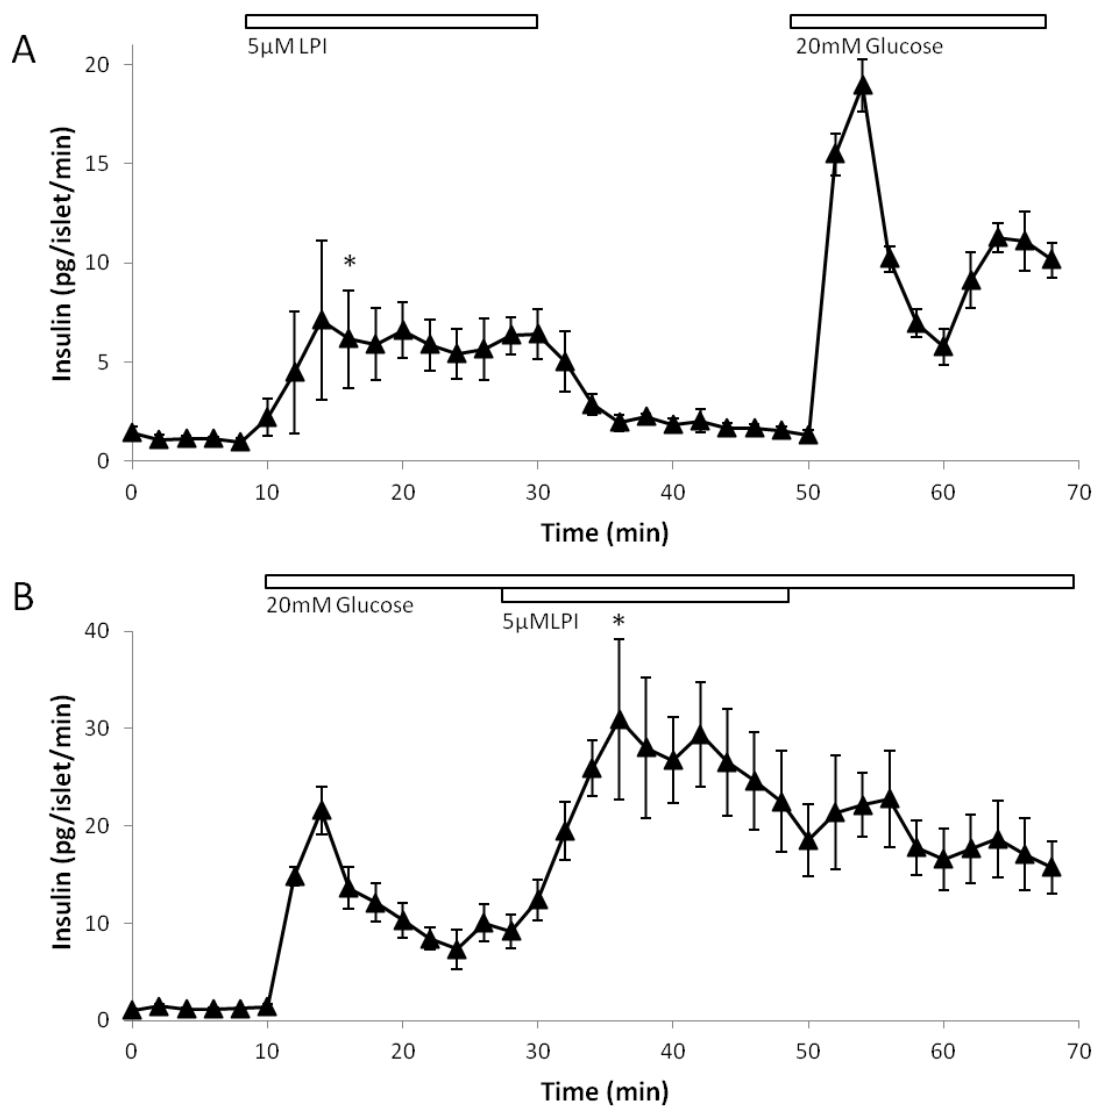 A
5µM LPI
20mM Glucose
Insulin (pg/islet/min)
20
15
10
5
0
*
0 10 20 30 40 50 60 70
Time (min)
B
20mM Glucose
5µMLPI
*
Insulin (pg/islet/min)
40
30
20
10
0
0 10 20 30 40 50 60 70
Time (min)